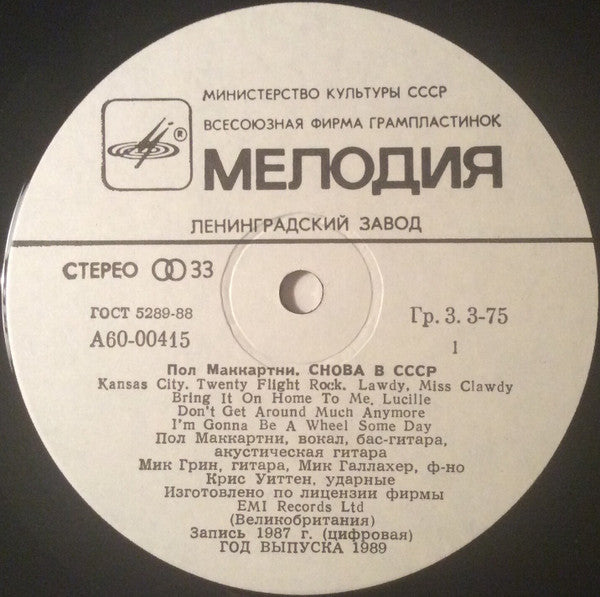 МИНИСТЕРСТВО КУЛЬТУРЫ СССР
ВСЕСОЮЗНАЯ ФИРМА ГРАМПЛАСТИНОК
®
МЕЛОДИЯ
ЛЕНИНГРАДСКИЙ ЗАВОД
СТЕРЕО 33
ГОСТ 5289-88
А60-00415
Гр. 3. 3-75
1
Пол Маккартни. СНОВА В СССР
Kansas City. Twenty Flight Rock. Lawdy, Miss Clawdy
Bring It On Home To Me. Lucille
Don't Get Around Much Anymore
I'm Gonna Be A Wheel Some Day
Пол Маккартни, вокал, бас-гитара,
акустическая гитара
Мик Грин, гитара, Мик Галлахер, ф-но
Крис Уиттен, ударные
Изготовлено по лицензии фирмы
EMI Records Ltd
(Великобритания)
Запись 1987 г. (цифровая)
ГОД ВЫПУСКА 1989